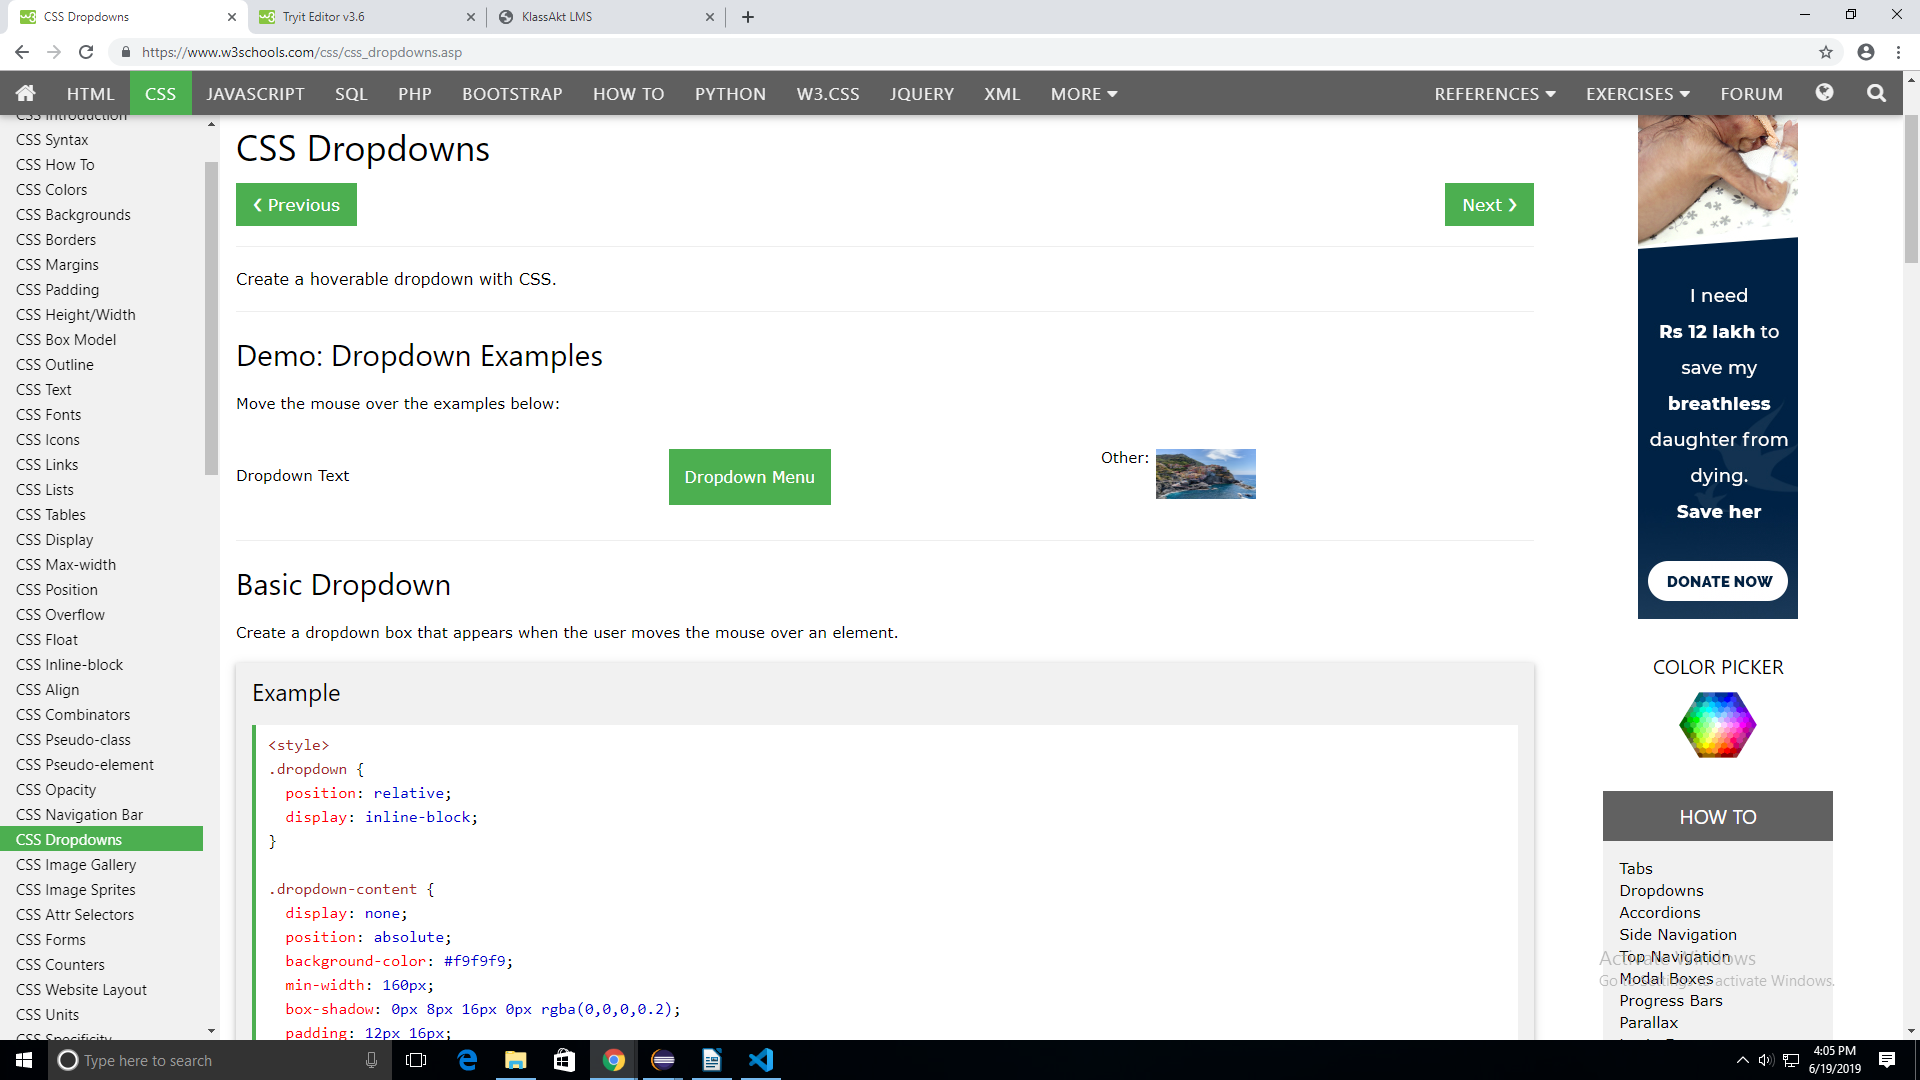 CSS Dropdowns
Tryit Editor v3.6
KlassAkt LMS
https://www.w3schools.com/css/css_dropdowns.asp
HTML CSS JAVASCRIPT SQL PHP BOOTSTRAP HOW TO PYTHON W3.CSS JQUERY XML MORE REFERENCES EXERCISES FORUM
CSS Introduction
CSS Syntax
CSS How To
CSS Colors
CSS Backgrounds
CSS Borders
CSS Margins
CSS Padding
CSS Height/Width
CSS Box Model
CSS Outline
CSS Text
CSS Fonts
CSS Icons
CSS Links
CSS Lists
CSS Tables
CSS Display
CSS Max-width
CSS Position
CSS Overflow
CSS Float
CSS Inline-block
CSS Align
CSS Combinators
CSS Pseudo-class
CSS Pseudo-element
CSS Opacity
CSS Navigation Bar
CSS Dropdowns
CSS Image Gallery
CSS Image Sprites
CSS Attr Selectors
CSS Forms
CSS Counters
CSS Website Layout
CSS Units
CSS Specificity
CSS Dropdowns
❮ Previous
Next ❯
Create a hoverable dropdown with CSS.
Demo: Dropdown Examples
Move the mouse over the examples below:
Dropdown Text
Dropdown Menu
Other:
Basic Dropdown
Create a dropdown box that appears when the user moves the mouse over an element.
Example
<style>
.dropdown {
  position: relative;
  display: inline-block;
}
.dropdown-content {
  display: none;
  position: absolute;
  background-color: #f9f9f9;
  min-width: 160px;
  box-shadow: 0px 8px 16px 0px rgba(0,0,0,0.2);
  padding: 12px 16px;
I need
Rs 12 lakh to
save my
breathless
daughter from
dying.
Save her
DONATE NOW
COLOR PICKER
HOW TO
Tabs
Dropdowns
Accordions
Side Navigation
Top Navigation
Modal Boxes
Progress Bars
Parallax
Activate Windows
Go to Settings to activate Windows.
Type here to search
4:05 PM
6/19/2019